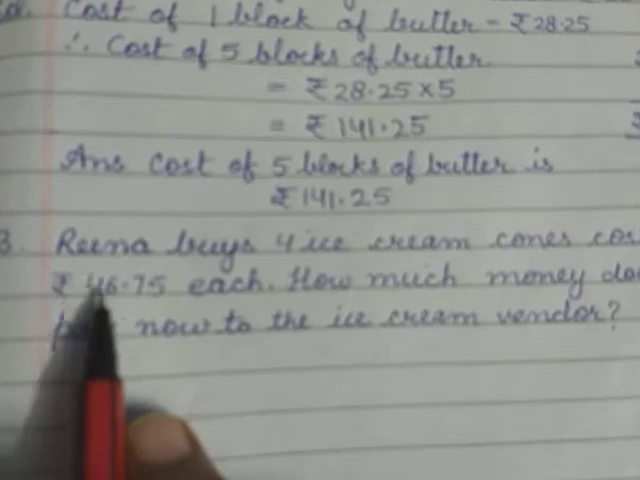 Cost of 1 block of butter - ₹28.25
∴ Cost of 5 blocks of butter
= ₹28.25×5
= ₹141.25
Ans Cost of 5 blocks of butter is
₹141.25
3. Reena buys 4 ice cream cones cos
₹46.75 each. How much money do
now to the ice cream vendor?